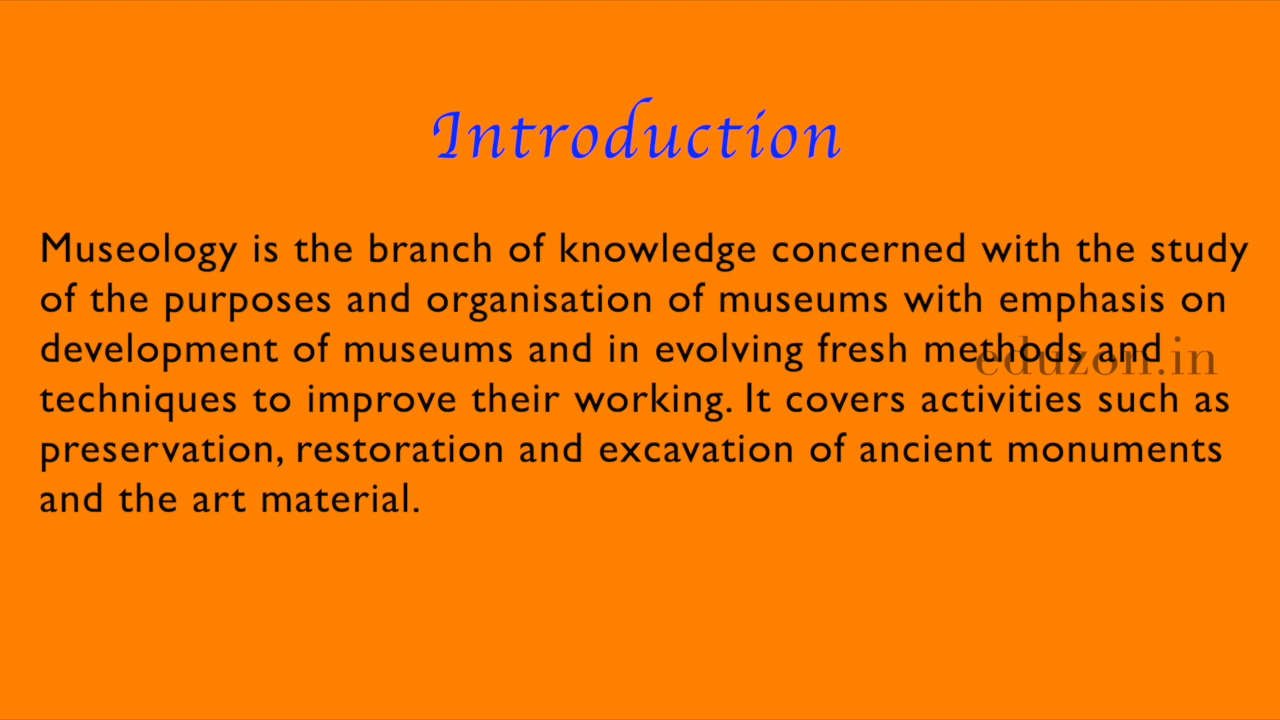 Introduction
Museology is the branch of knowledge concerned with the study
of the purposes and organisation of museums with emphasis on
development of museums and in evolving fresh methods and
eduzon.in
techniques to improve their working. It covers activities such as
preservation, restoration and excavation of ancient monuments
and the art material.